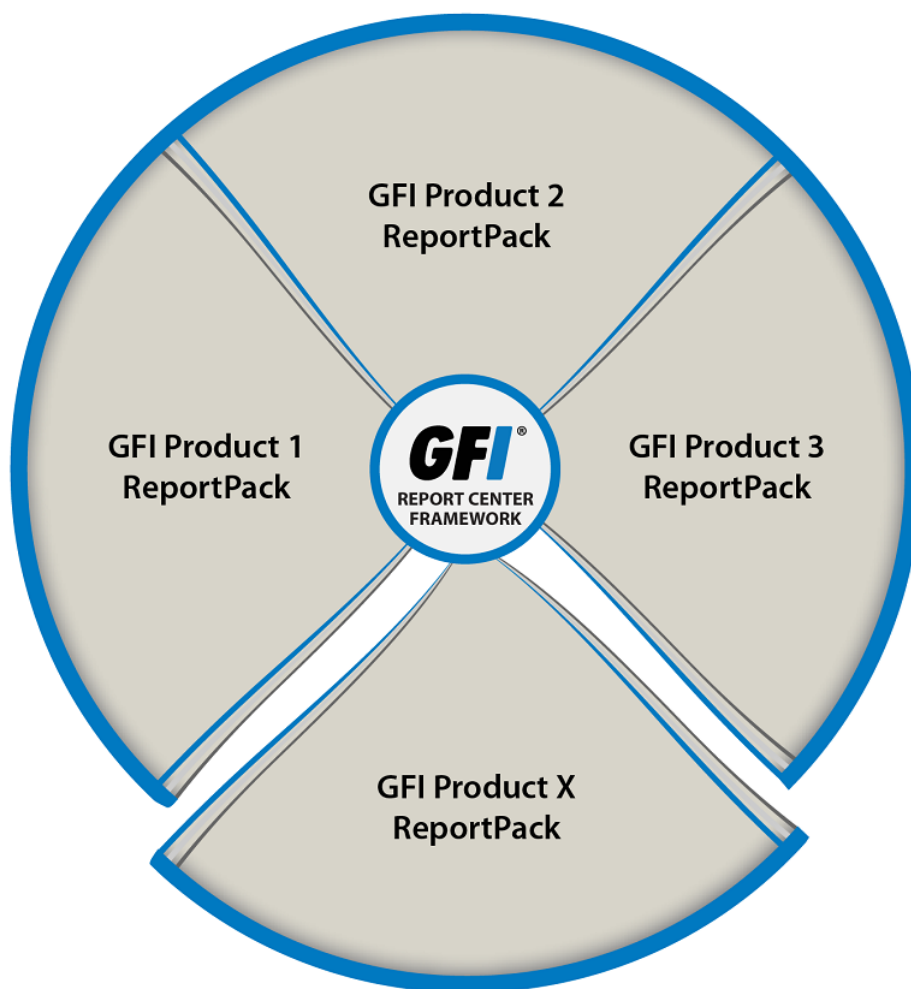 GFI Product 2
ReportPack
GFI Product 1
ReportPack
GFI®
REPORT CENTER
FRAMEWORK
GFI Product 3
ReportPack
GFI Product X
ReportPack